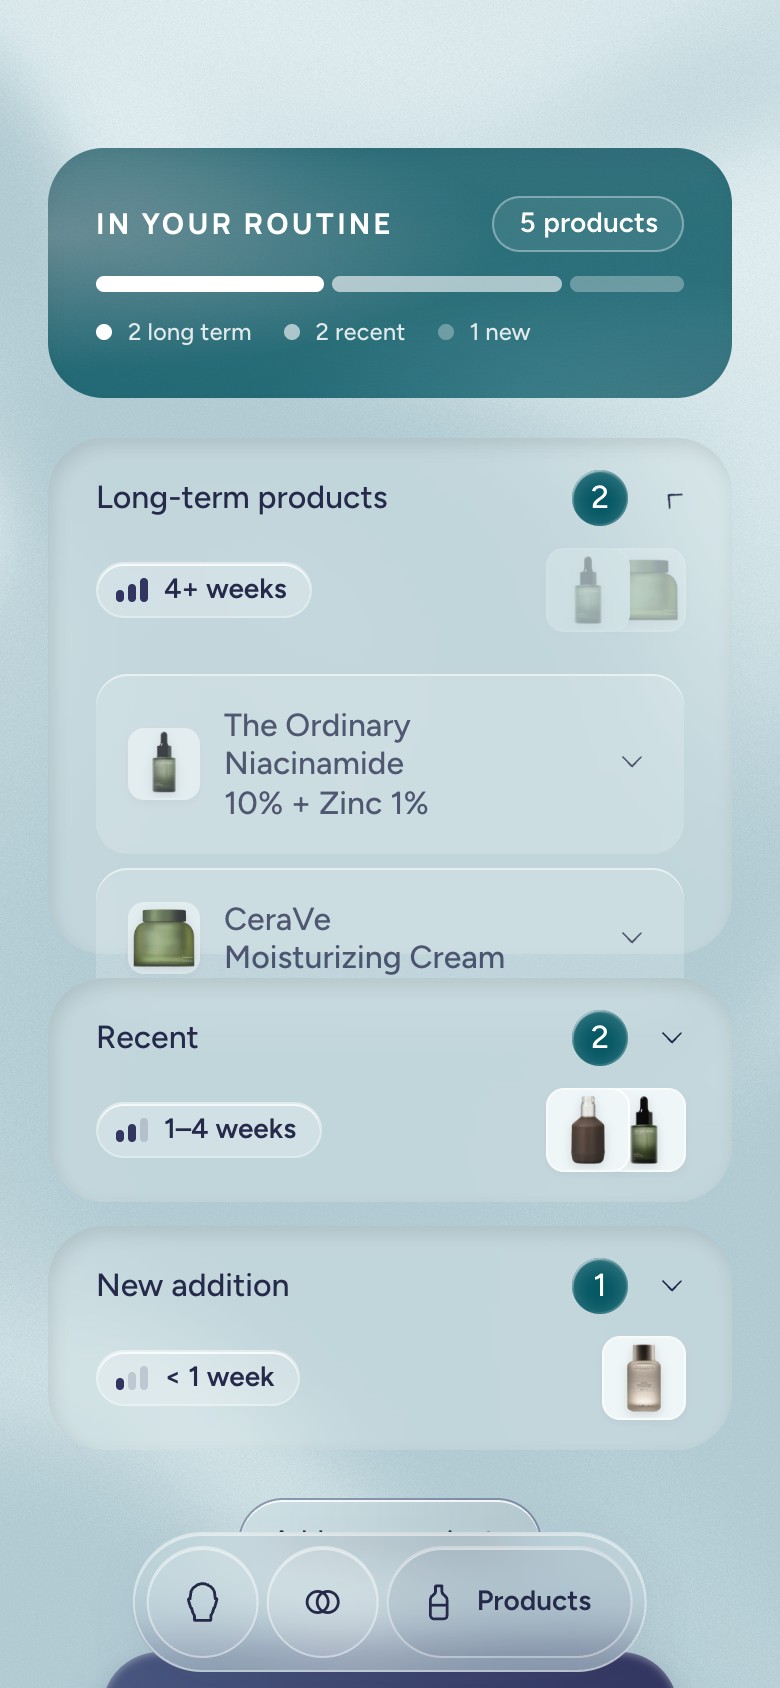 IN YOUR ROUTINE
5 products
2 long term
2 recent
1 new
Long-term products
2
4+ weeks
The Ordinary
Niacinamide
10% + Zinc 1%
CeraVe
Moisturizing Cream
Recent
2
1–4 weeks
New addition
1
< 1 week
Products